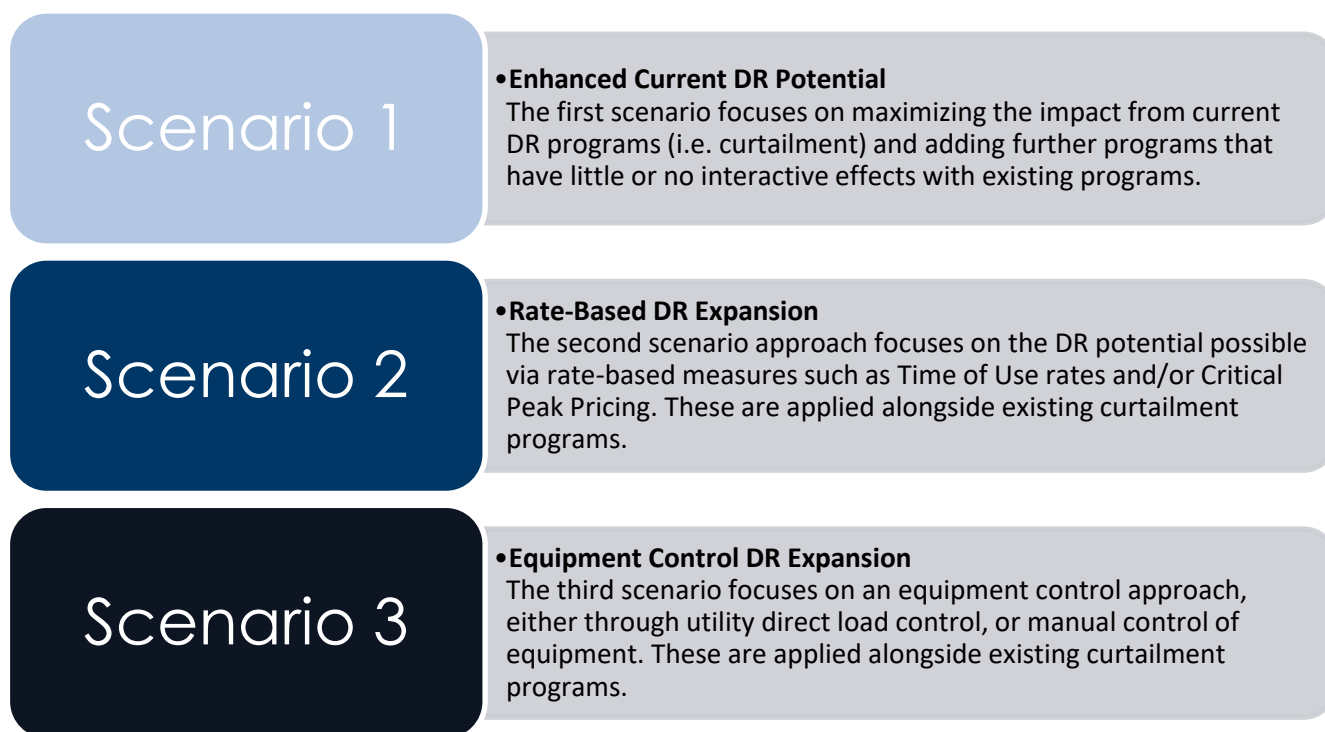 Scenario 1
•Enhanced Current DR Potential
The first scenario focuses on maximizing the impact from current
DR programs (i.e. curtailment) and adding further programs that
have little or no interactive effects with existing programs.
Scenario 2
•Rate-Based DR Expansion
The second scenario approach focuses on the DR potential possible
via rate-based measures such as Time of Use rates and/or Critical
Peak Pricing. These are applied alongside existing curtailment
programs.
Scenario 3
•Equipment Control DR Expansion
The third scenario focuses on an equipment control approach,
either through utility direct load control, or manual control of
equipment. These are applied alongside existing curtailment
programs.